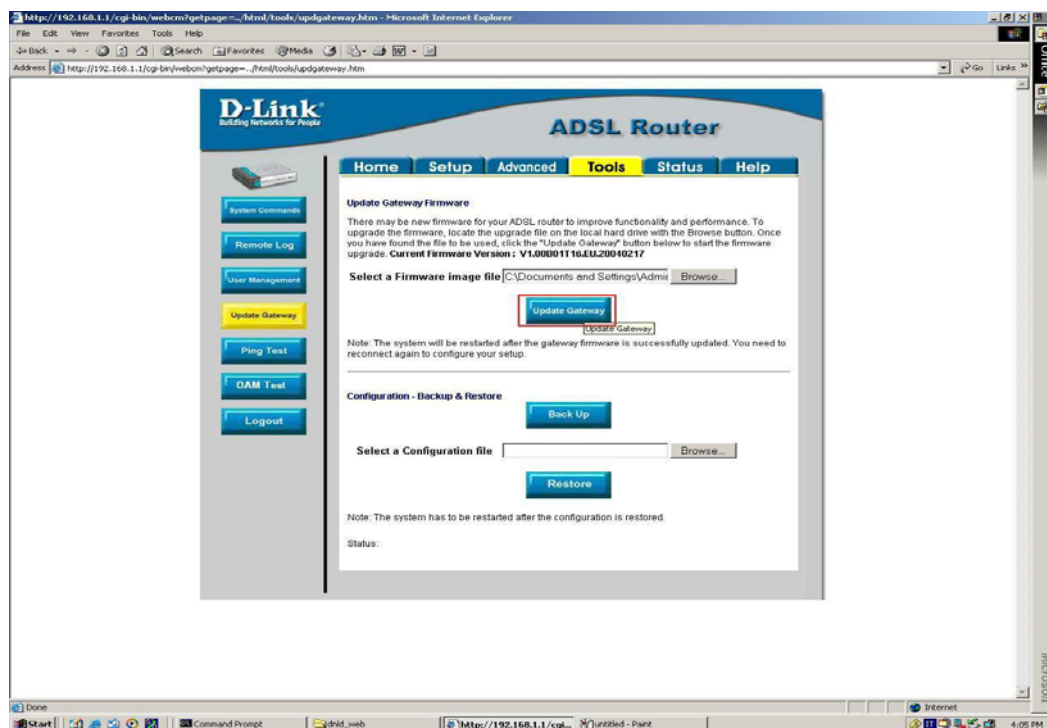 http://192.168.1.1/cgi-bin/webcm?getpage=../html/tools/updgateway.htm - Microsoft Internet Explorer
File Edit View Favorites Tools Help
Back Search Favorites Media
Address http://192.168.1.1/cgi-bin/webcm?getpage=../html/tools/updgateway.htm Go Links »
Office
D-Link
Building Networks for People
ADSL Router
Home Setup Advanced Tools Status Help
System Commands
Remote Log
User Management
Update Gateway
Ping Test
OAM Test
Logout
Update Gateway Firmware
There may be new firmware for your ADSL router to improve functionality and performance. To
upgrade the firmware, locate the upgrade file on the local hard drive with the Browse button. Once
you have found the file to be used, click the "Update Gateway" button below to start the firmware
upgrade. Current Firmware Version : V1.00B01T16.EU.20040217
Select a Firmware image file C:\Documents and Settings\Admi Browse...
Update Gateway
Update Gateway
Note: The system will be restarted after the gateway firmware is successfully updated. You need to
reconnect again to configure your setup.
Configuration - Backup & Restore
Back Up
Select a Configuration file Browse...
Restore
Note: The system has to be restarted after the configuration is restored.
Status:
Microsoft
Done Internet
Start Command Prompt dnld_web http://192.168.1.1/cgi... untitled - Paint 4:05 PM